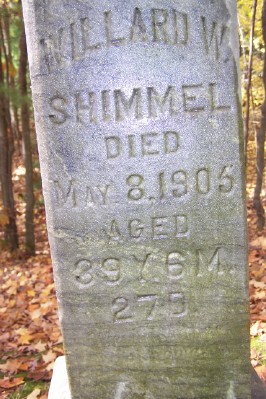 WILLARD W.
SHIMMEL
DIED
MAY. 8. 1905
AGED
39 Y. 6 M.
27 D